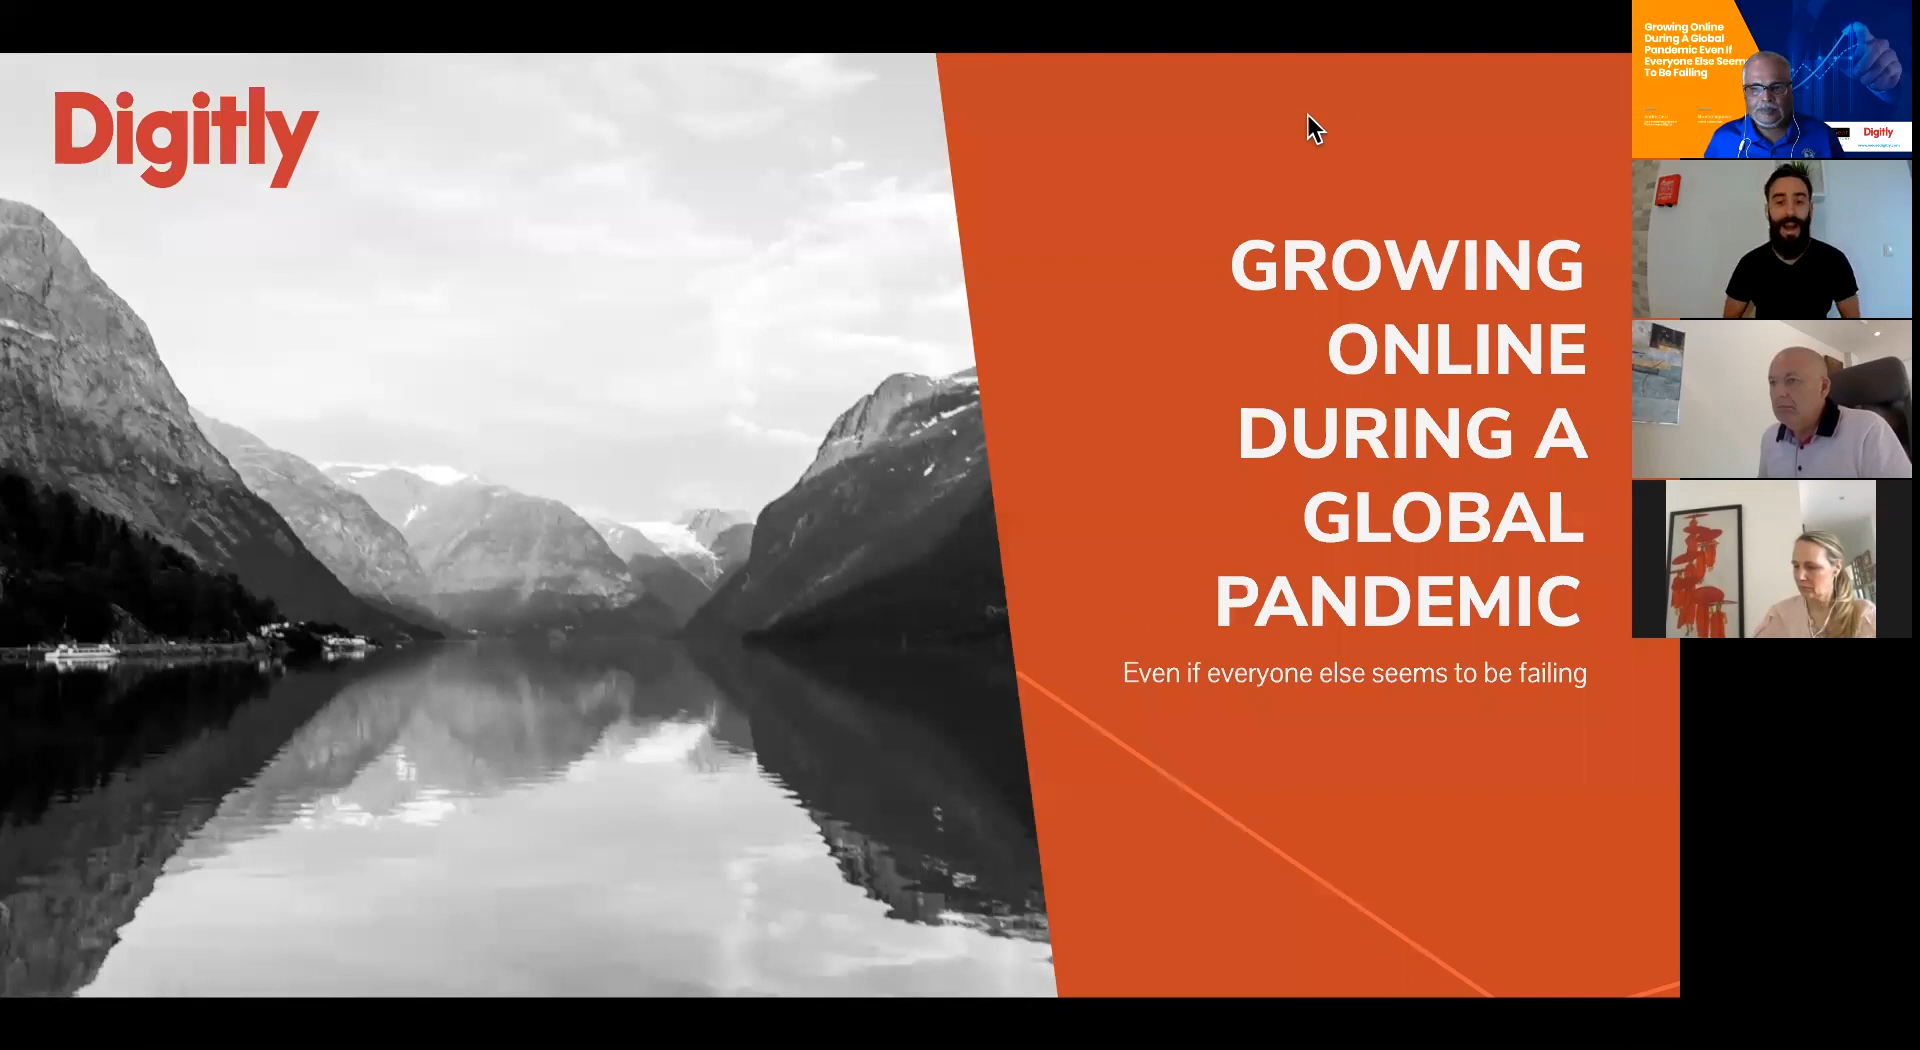 Digitly
GROWING
ONLINE
DURING A
GLOBAL
PANDEMIC
Even if everyone else seems to be failing
Growing Online
During A Global
Pandemic Even If
Everyone Else Seem
To Be Failing
Digitly